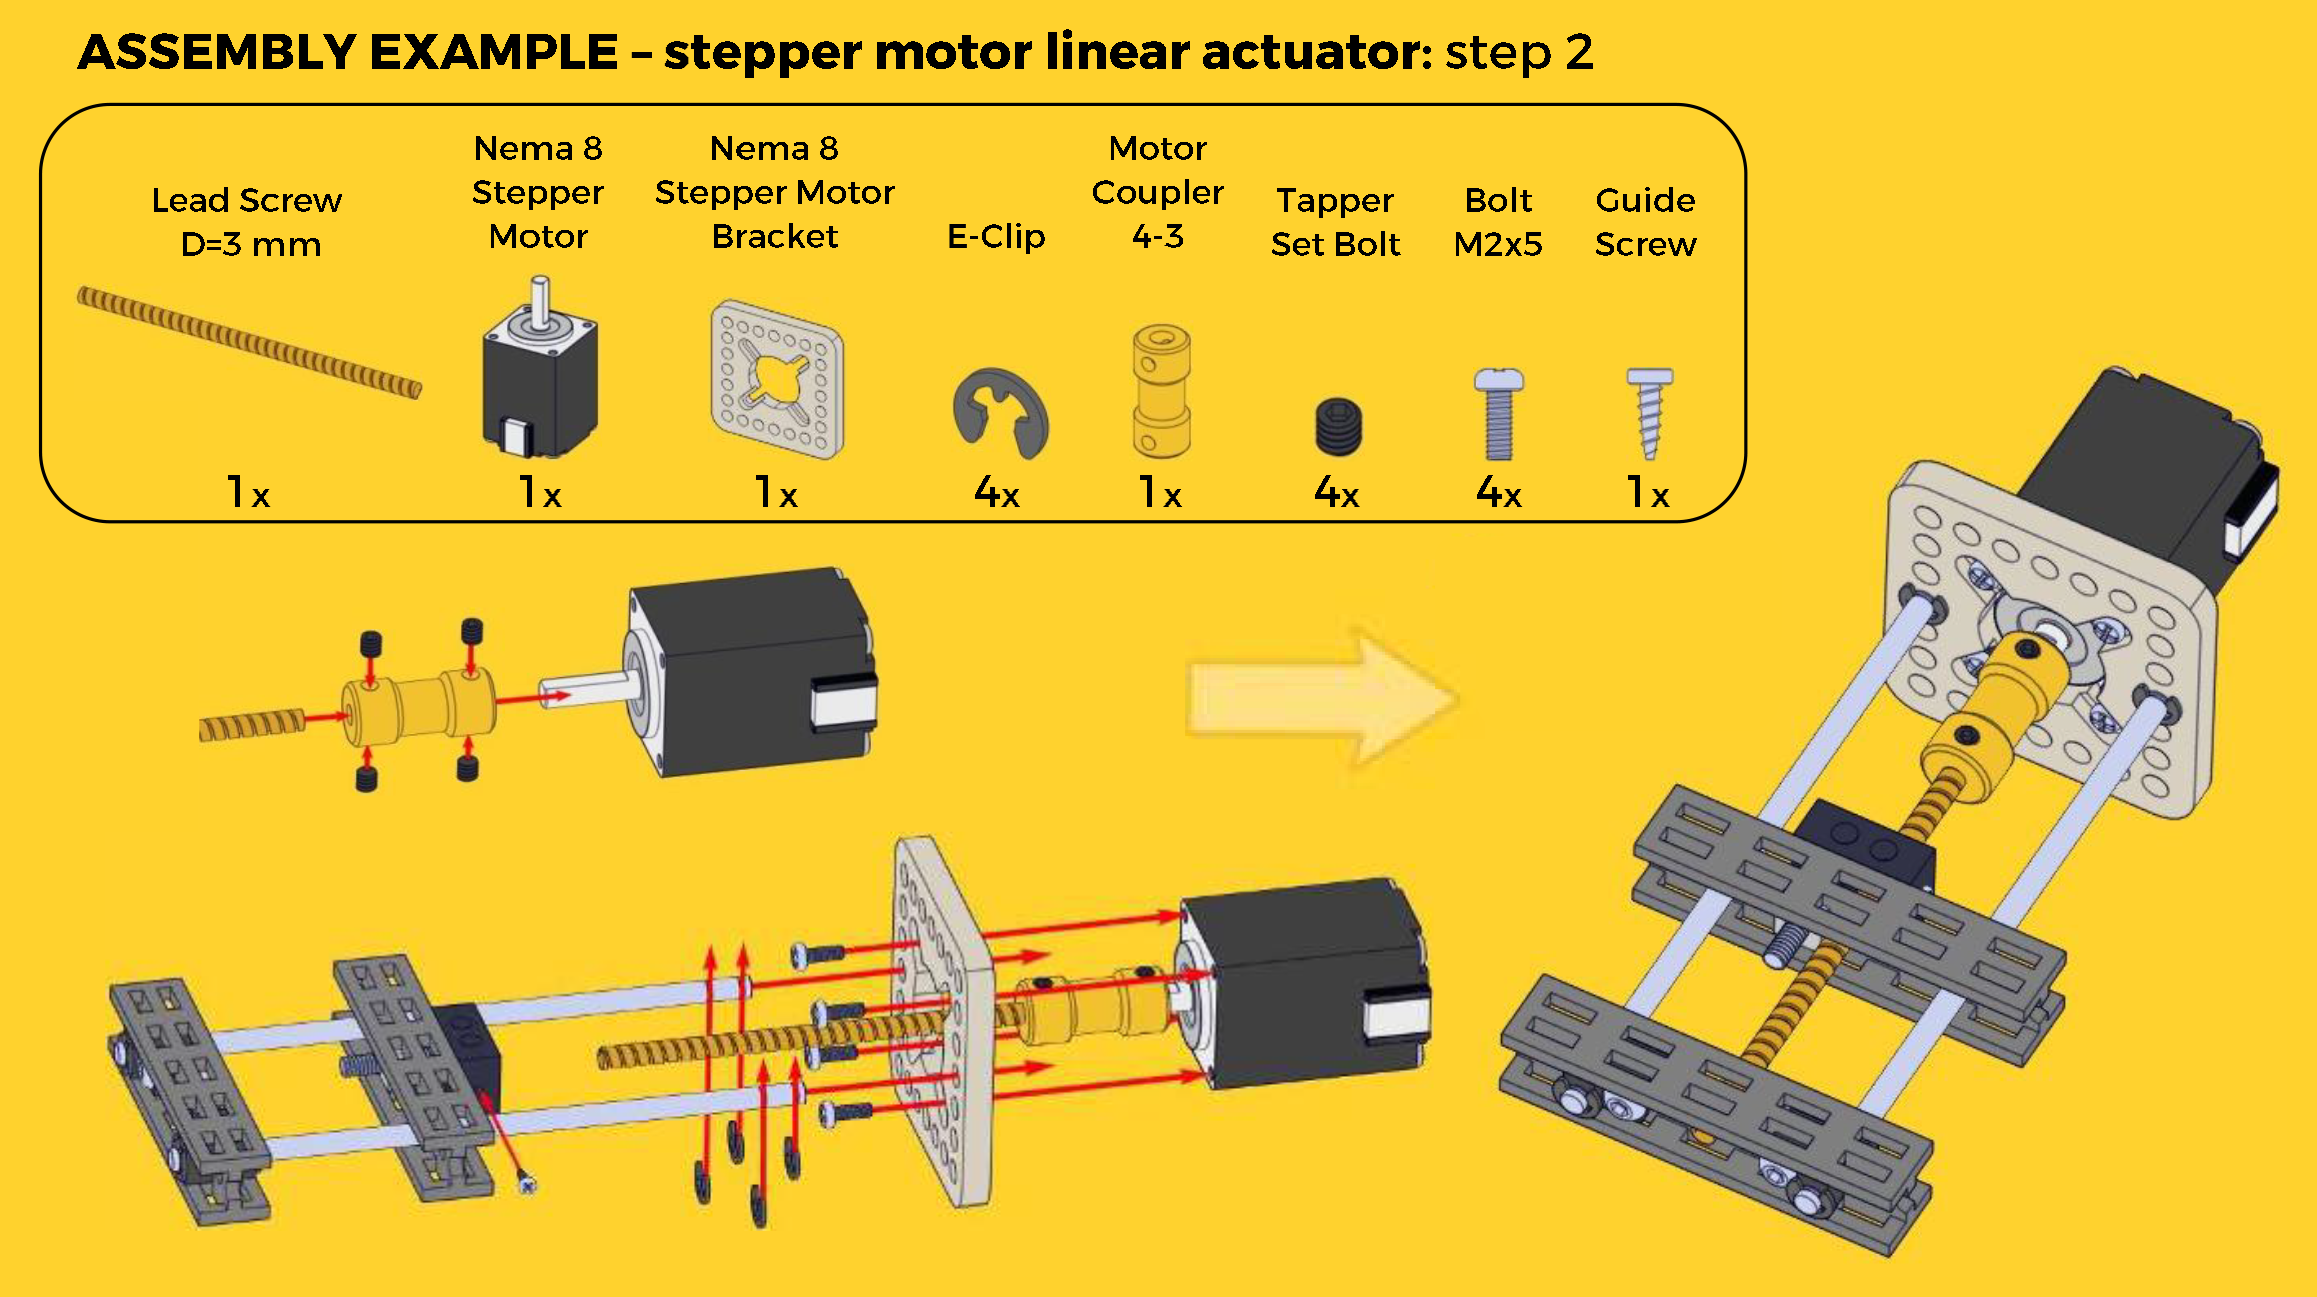 ASSEMBLY EXAMPLE – stepper motor linear actuator: step 2
Lead Screw
D=3 mm
1x
Nema 8
Stepper
Motor
1x
Nema 8
Stepper Motor
Bracket
1x
E-Clip
4x
Motor
Coupler
4-3
1x
Tapper
Set Bolt
4x
Bolt
M2x5
4x
Guide
Screw
1x